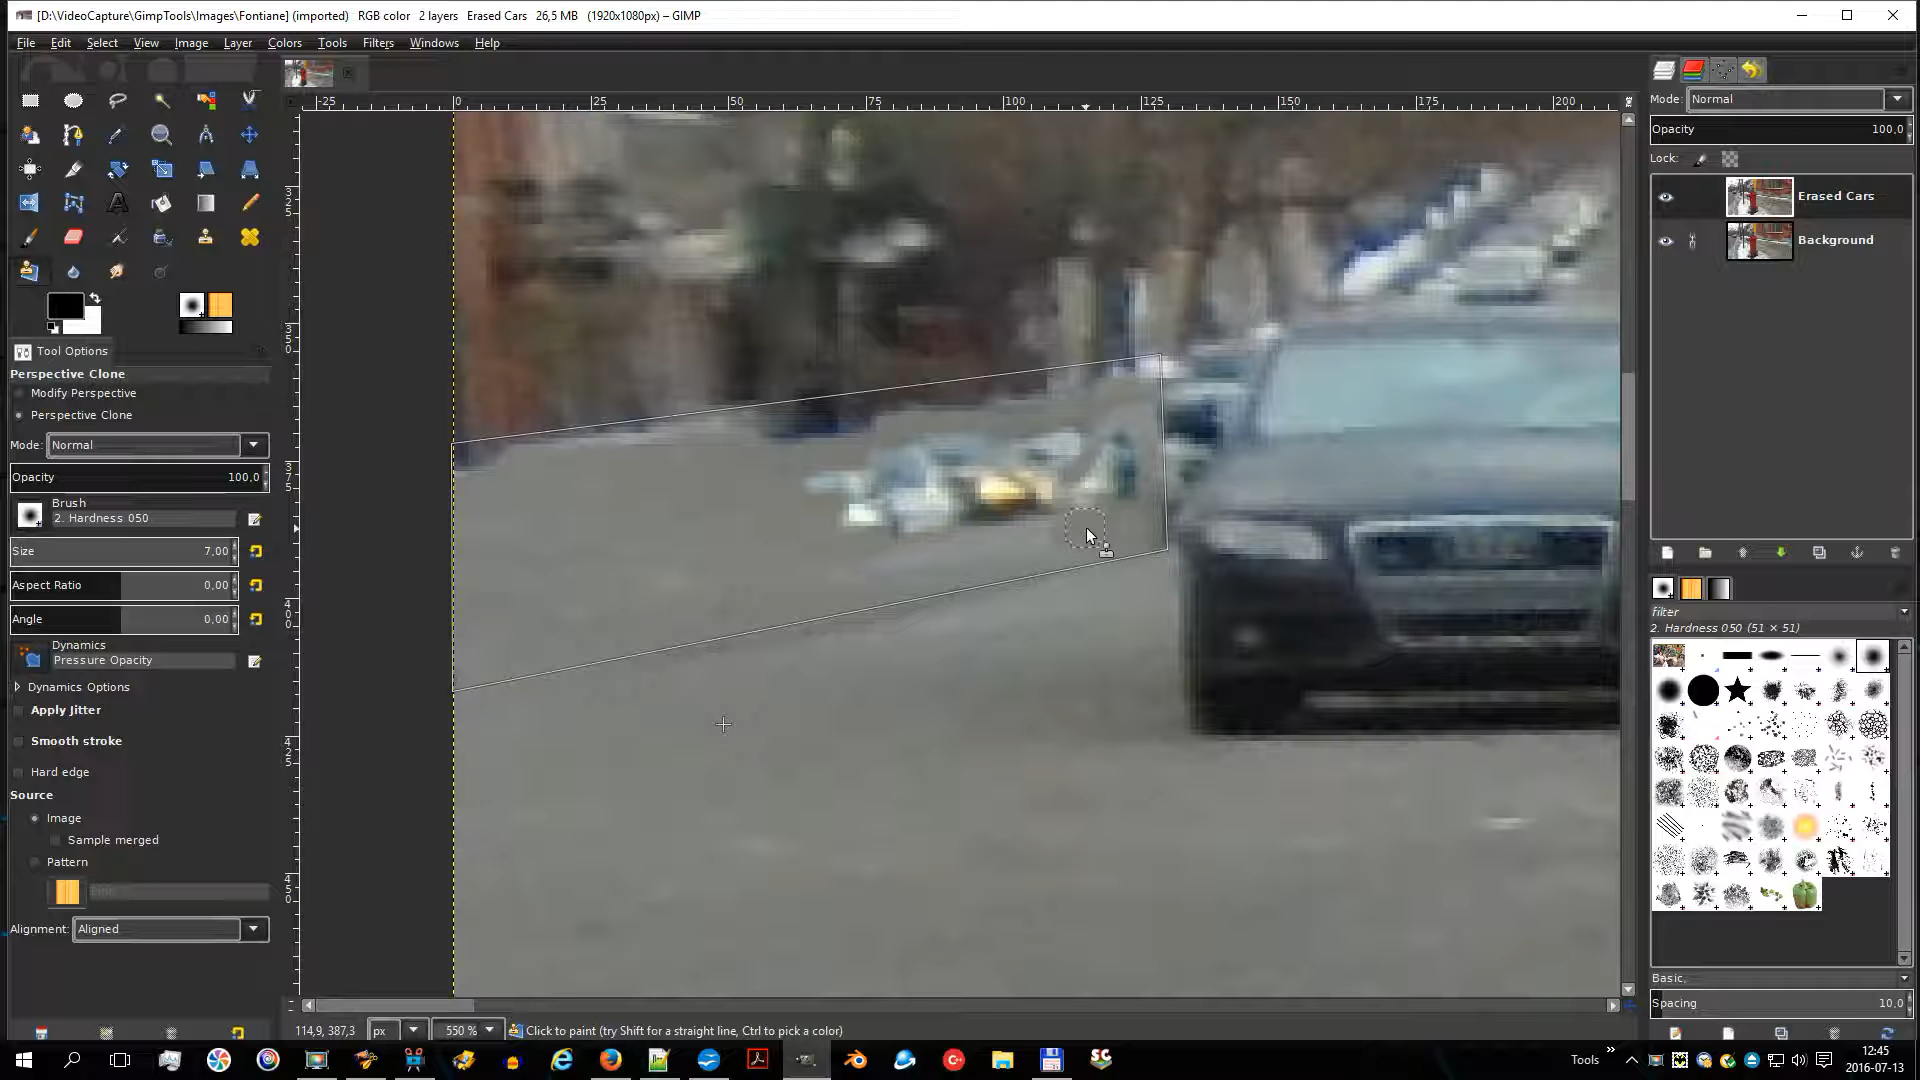 [D:\VideoCapture\GimpTools\Images\Fontiane] (imported) RGB color 2 layers Erased Cars 26,5 MB (1920x1080px) – GIMP
File Edit Select View Image Layer Colors Tools Filters Windows Help
-25 0 25 50 75 100 125 150 175 200
325
350
375
400
425
450
Tool Options
Perspective Clone
Modify Perspective
Perspective Clone
Mode: Normal
Opacity 100,0
Brush
2. Hardness 050
Size 7,00
Aspect Ratio 0,00
Angle 0,00
Dynamics
Pressure Opacity
Dynamics Options
Apply Jitter
Smooth stroke
Hard edge
Source
Image
Sample merged
Pattern
Alignment: Aligned
114,9, 387,3 px 550 % Click to paint (try Shift for a straight line, Ctrl to pick a color)
Mode: Normal
Opacity 100,0
Lock:
Erased Cars
Background
filter
2. Hardness 050 (51 × 51)
Basic,
Spacing 10,0
Tools
12:45
2016-07-13